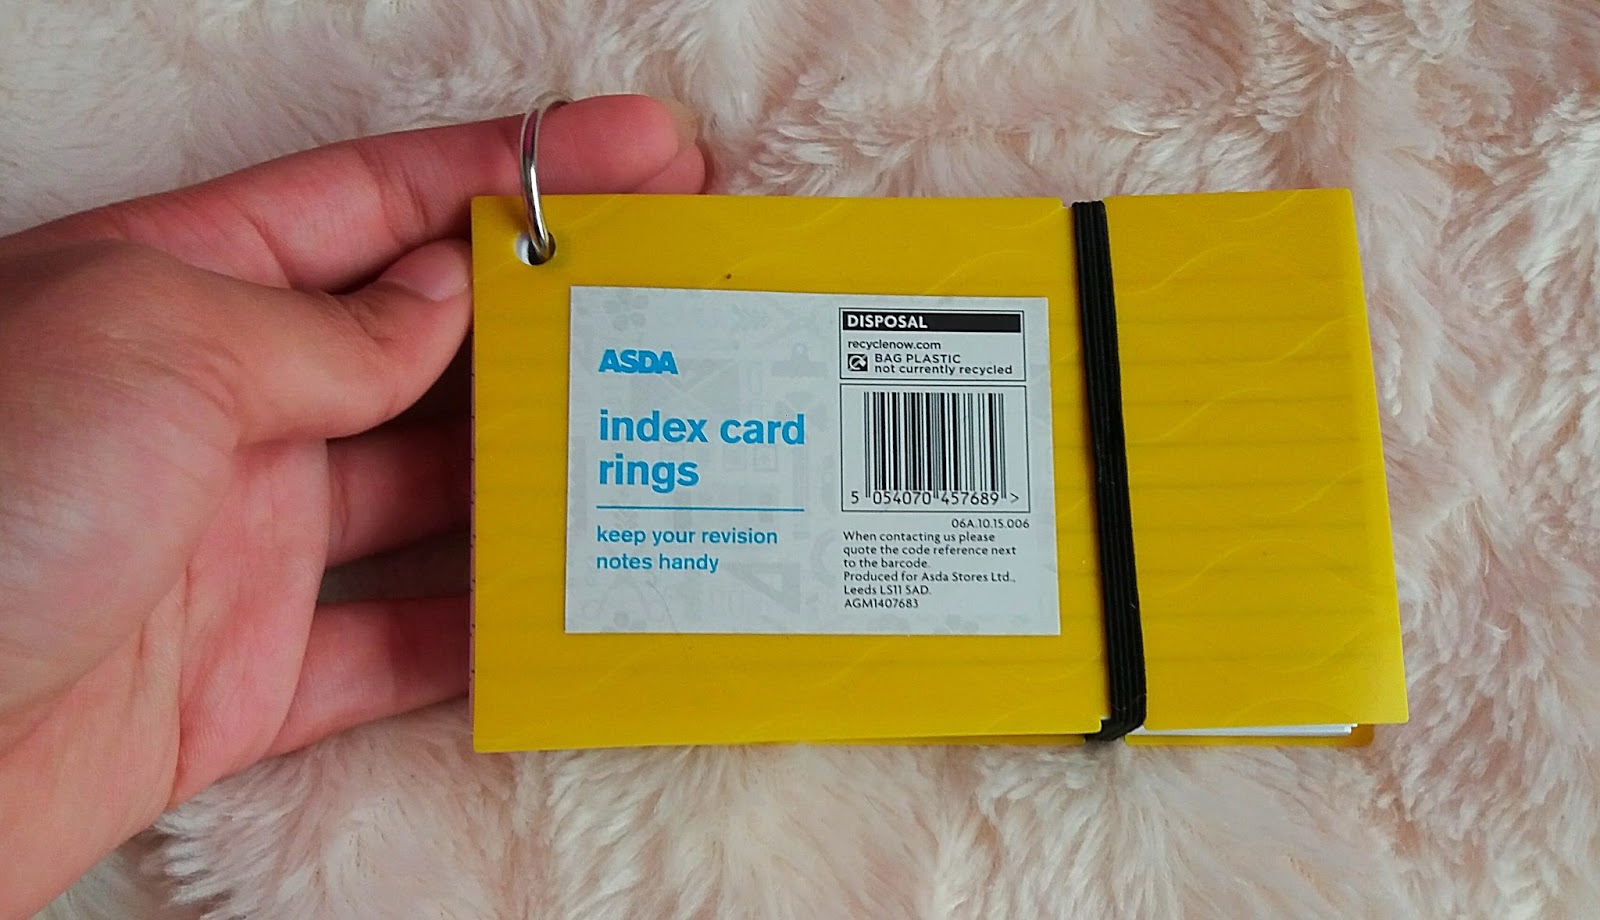 ASDA
index card
rings
keep your revision
notes handy
DISPOSAL
recyclenow.com
BAG PLASTIC
not currently recycled
5 054070 457689 >
06A.10.15.006
When contacting us please
quote the code reference next
to the barcode.
Produced for Asda Stores Ltd.,
Leeds LS11 5AD.
AGM1407683